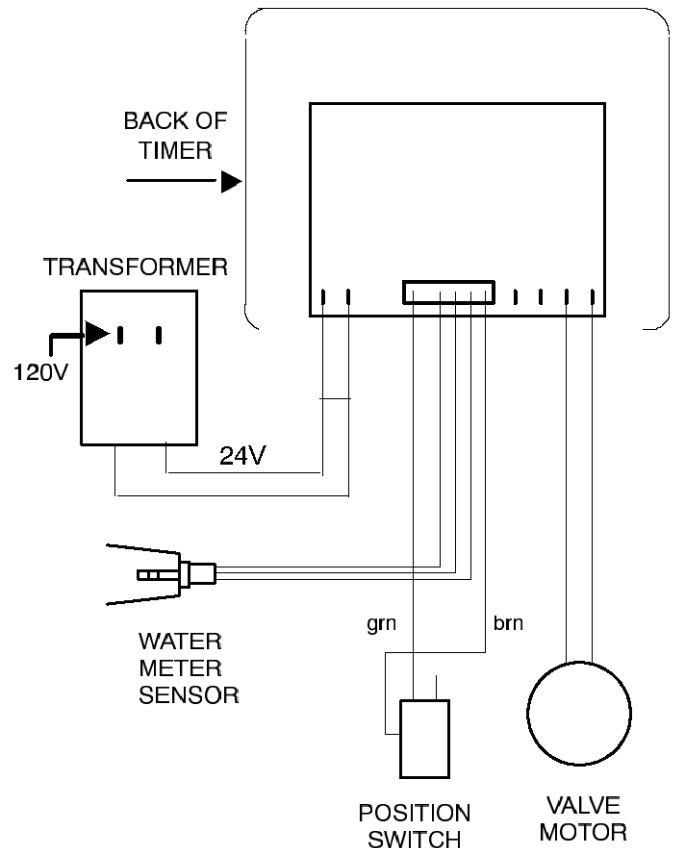 BACK OF
TIMER
TRANSFORMER
120V
24V
WATER
METER
SENSOR
grn
brn
POSITION
SWITCH
VALVE
MOTOR